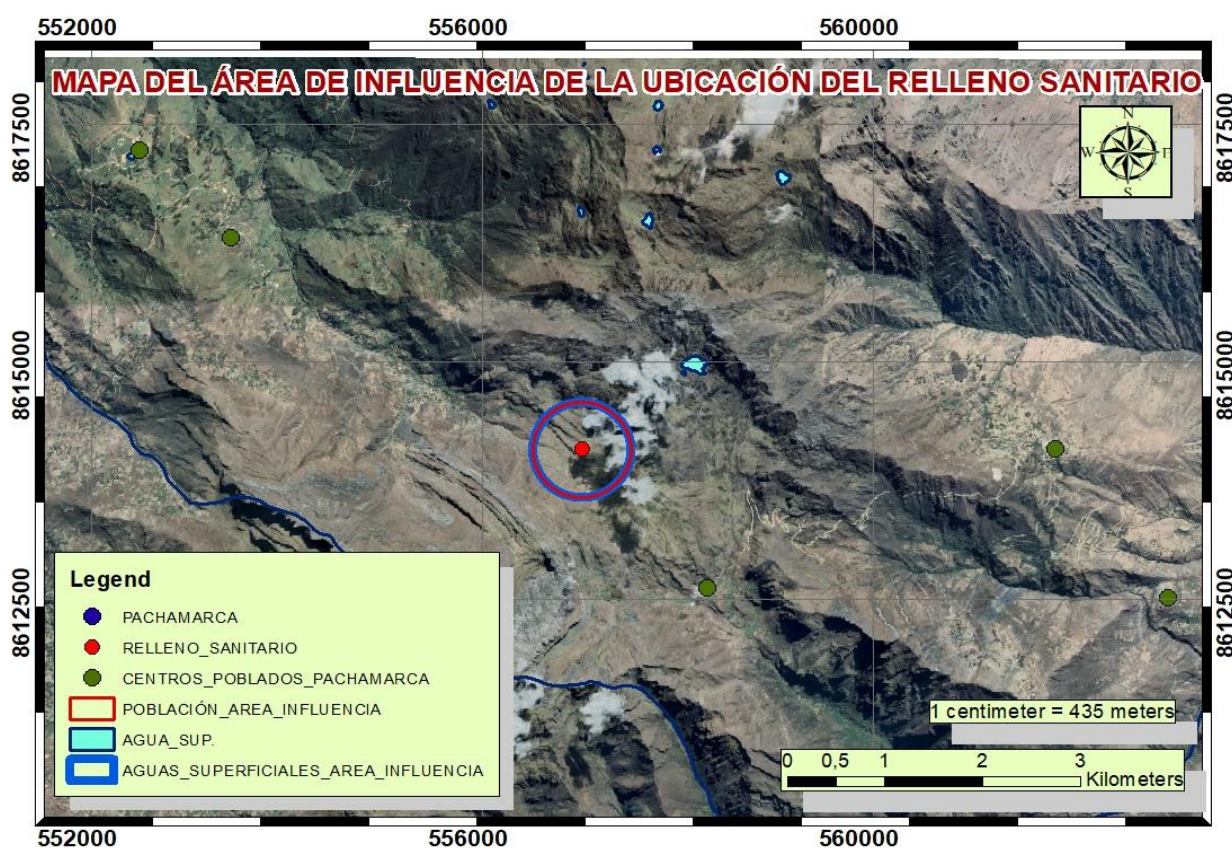 552000 556000 560000
MAPA DEL ÁREA DE INFLUENCIA DE LA UBICACIÓN DEL RELLENO SANITARIO
8617500 8617500
N
W E
S
8615000 8615000
8612500 8612500
Legend
PACHAMARCA
RELLENO_SANITARIO
CENTROS_POBLADOS_PACHAMARCA
POBLACIÓN_AREA_INFLUENCIA
AGUA_SUP.
AGUAS_SUPERFICIALES_AREA_INFLUENCIA
1 centimeter = 435 meters
0 0,5 1 2 3
Kilometers
552000 556000 560000